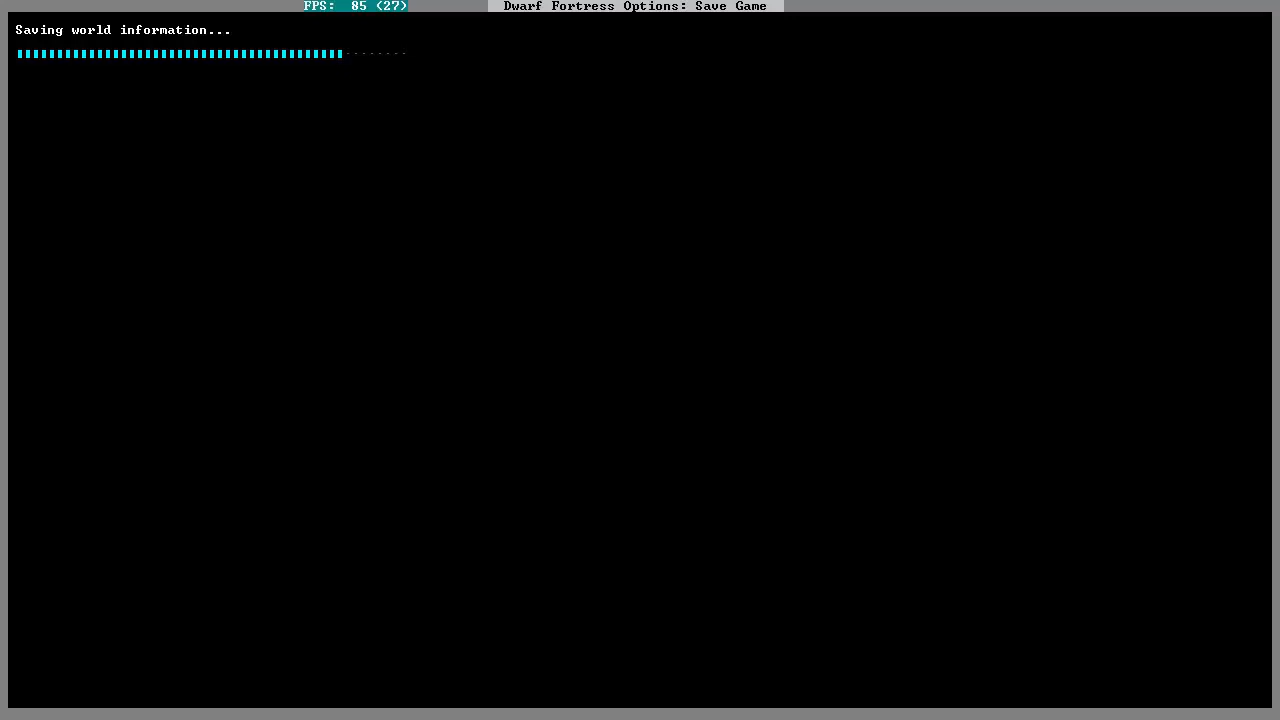 FPS:  85 (27)
Dwarf Fortress Options: Save Game
Saving world information...